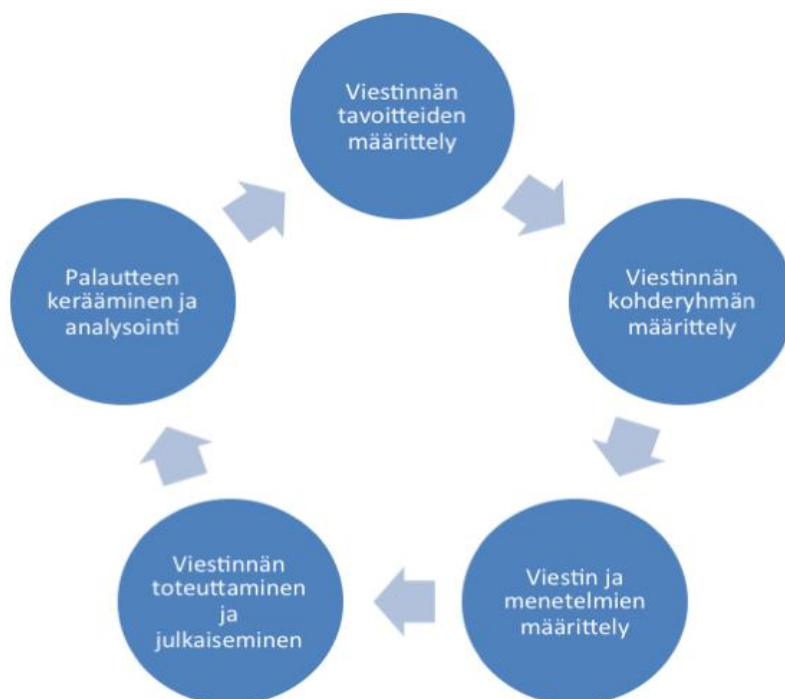 Viestinnän
tavoitteiden
määrittely
Viestinnän
kohderyhmän
määrittely
Viestin ja
menetelmien
määrittely
Viestinnän
toteuttaminen
ja
julkaiseminen
Palautteen
kerääminen ja
analysointi